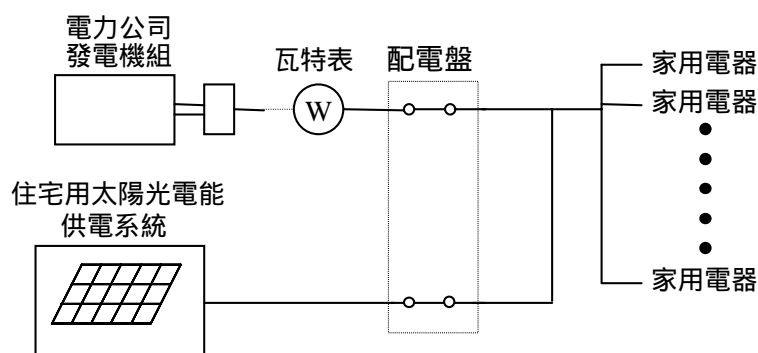 電力公司
發電機組
瓦特表
配電盤
家用電器
家用電器
W
住宅用太陽光電能
供電系統
家用電器